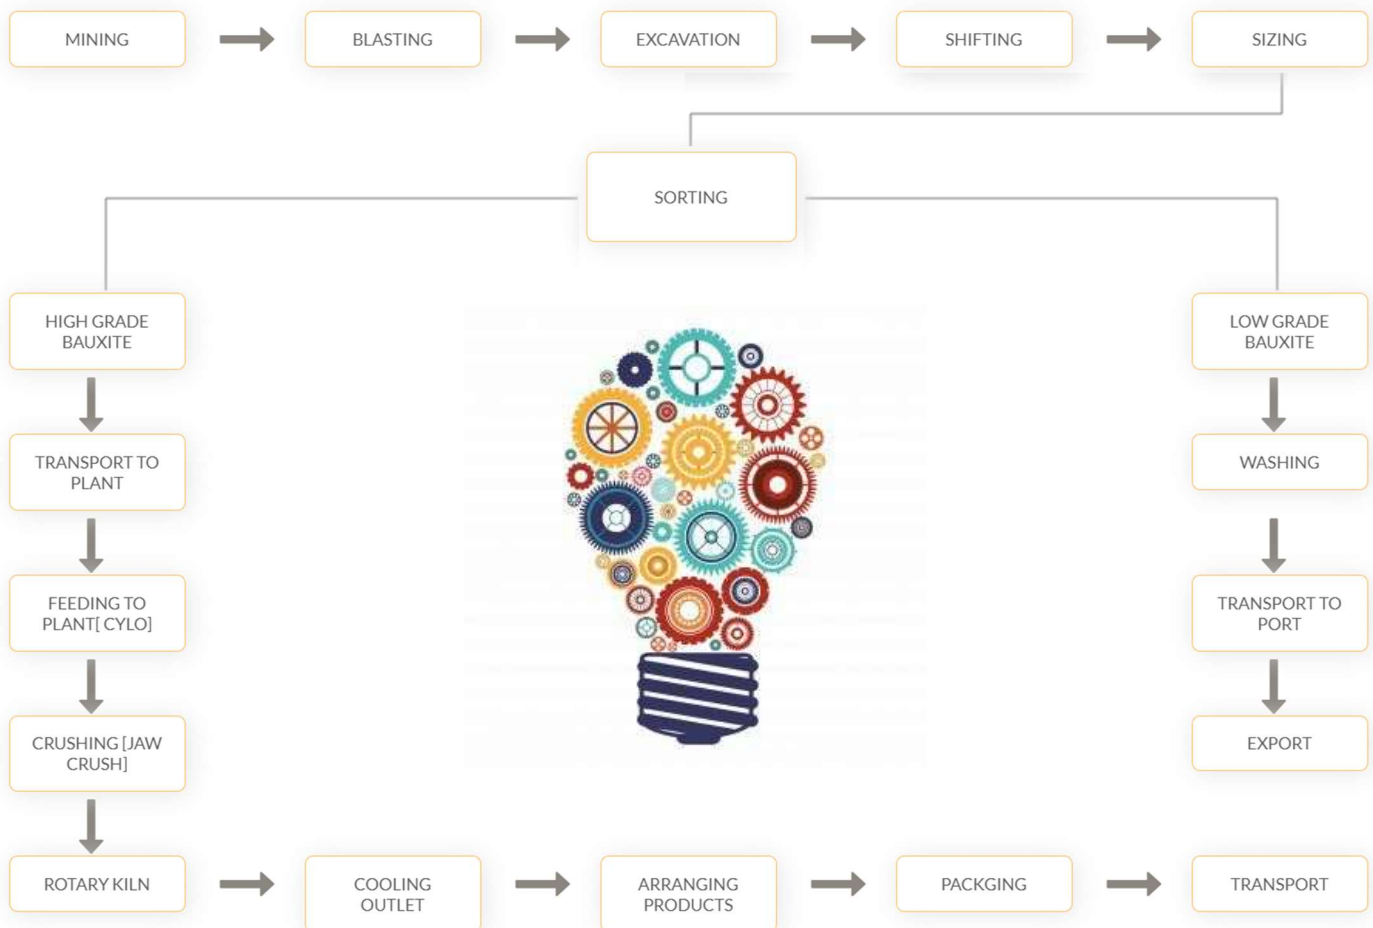 MINING
BLASTING
EXCAVATION
SHIFTING
SIZING
SORTING
HIGH GRADE
BAUXITE
LOW GRADE
BAUXITE
TRANSPORT TO
PLANT
WASHING
FEEDING TO
PLANT[ CYLO]
TRANSPORT TO
PORT
CRUSHING [JAW
CRUSH]
EXPORT
ROTARY KILN
COOLING
OUTLET
ARRANGING
PRODUCTS
PACKGING
TRANSPORT